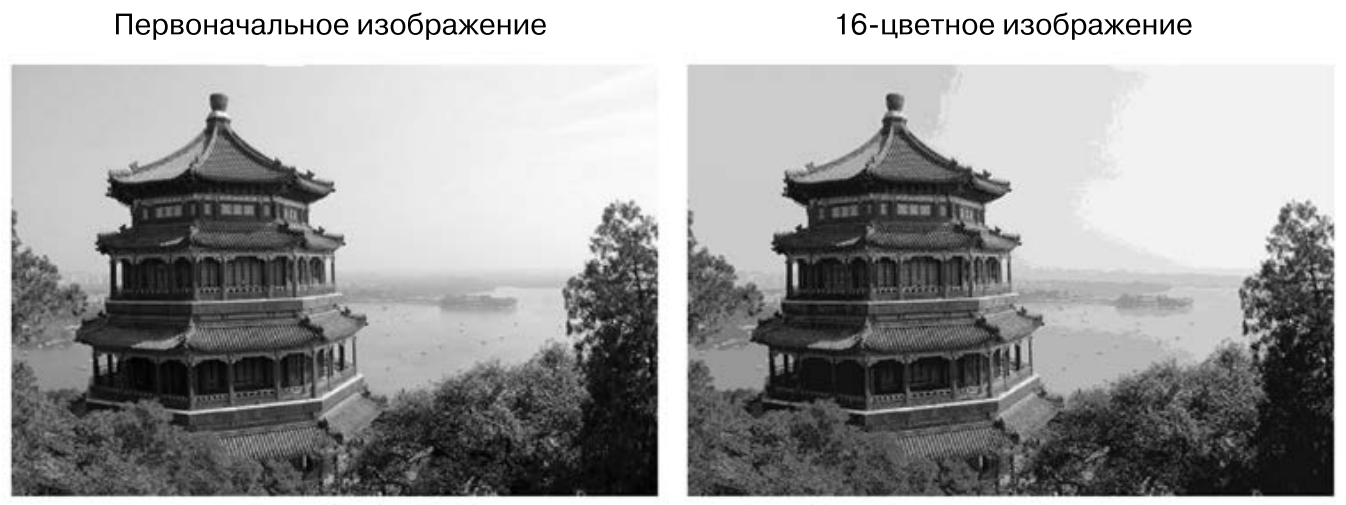 Первоначальное изображение
16-цветное изображение